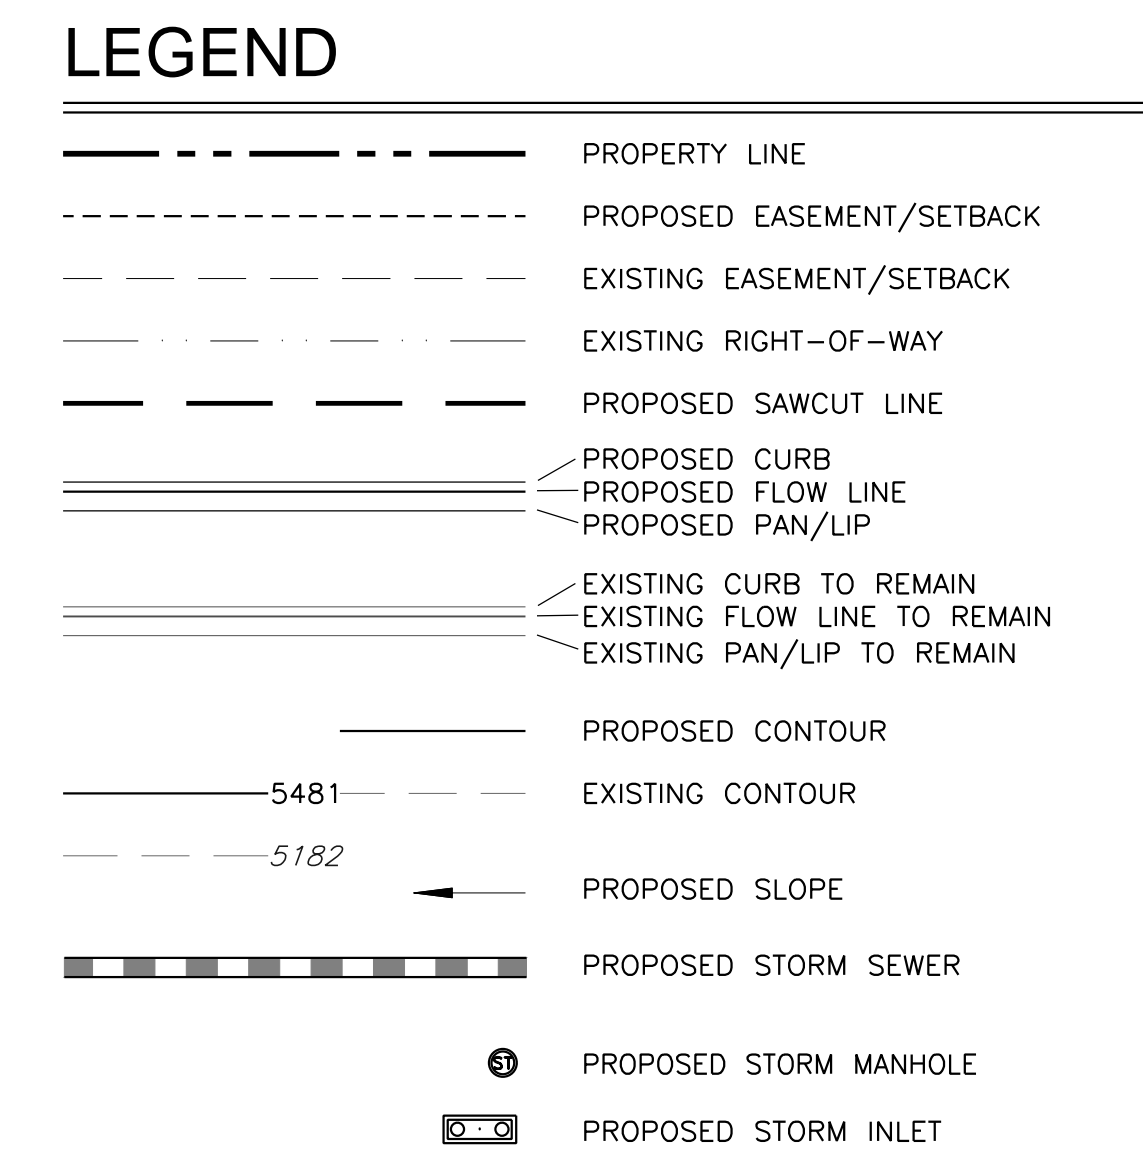 LEGEND
PROPERTY LINE
PROPOSED EASEMENT/SETBACK
EXISTING EASEMENT/SETBACK
EXISTING RIGHT-OF-WAY
PROPOSED SAWCUT LINE
PROPOSED CURB
PROPOSED FLOW LINE
PROPOSED PAN/LIP
EXISTING CURB TO REMAIN
EXISTING FLOW LINE TO REMAIN
EXISTING PAN/LIP TO REMAIN
PROPOSED CONTOUR
5481 EXISTING CONTOUR
5182
PROPOSED SLOPE
PROPOSED STORM SEWER
ST PROPOSED STORM MANHOLE
PROPOSED STORM INLET